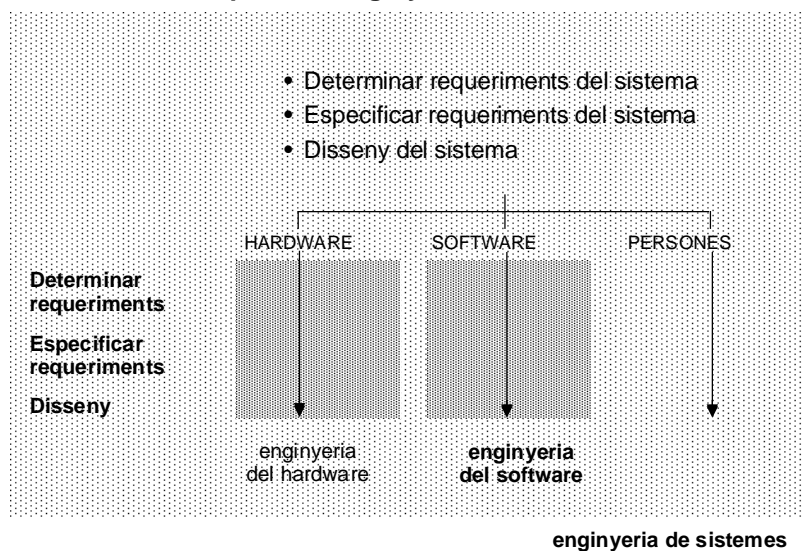 • Determinar requeriments del sistema
• Especificar requeriments del sistema
• Disseny del sistema
HARDWARE SOFTWARE PERSONES
Determinar
requeriments
Especificar
requeriments
Disseny
enginyeria
del hardware
enginyeria
del software
enginyeria de sistemes